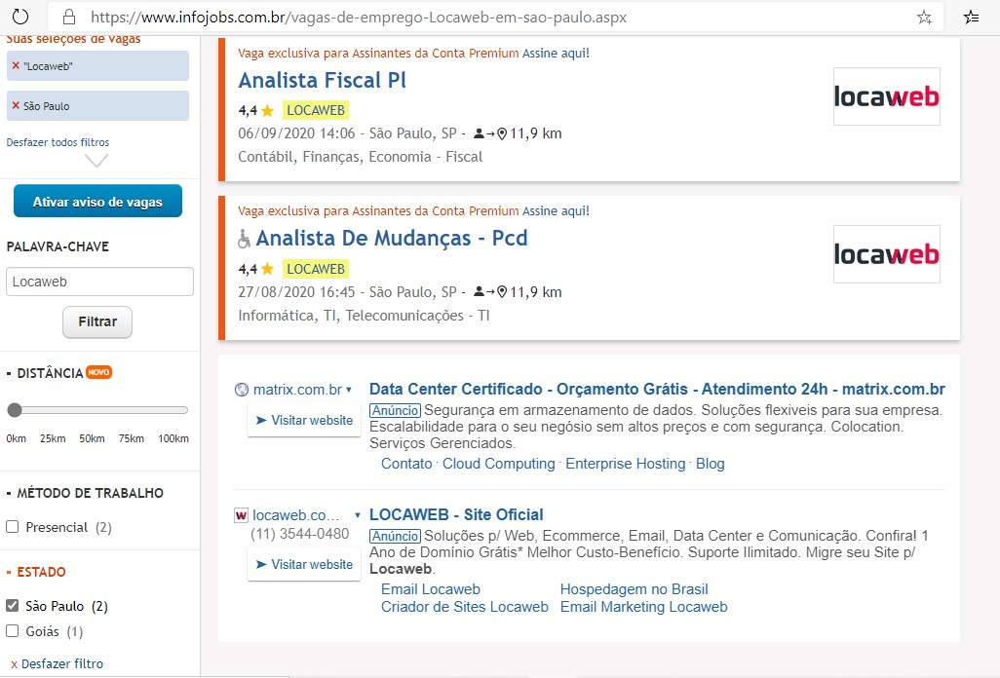 https://www.infojobs.com.br/vagas-de-emprego-Locaweb-em-sao-paulo.aspx
Suas seleções de vagas
× "Locaweb"
× São Paulo
Desfazer todos filtros
Ativar aviso de vagas
PALAVRA-CHAVE
Locaweb
Filtrar
- DISTÂNCIA NOVO
0km 25km 50km 75km 100km
- MÉTODO DE TRABALHO
Presencial (2)
- ESTADO
São Paulo (2)
Goiás (1)
x Desfazer filtro
Vaga exclusiva para Assinantes da Conta Premium Assine aqui!
Analista Fiscal Pl
4,4 LOCAWEB
06/09/2020 14:06 - São Paulo, SP - 11,9 km
Contábil, Finanças, Economia - Fiscal
locaweb
Vaga exclusiva para Assinantes da Conta Premium Assine aqui!
Analista De Mudanças - Pcd
4,4 LOCAWEB
27/08/2020 16:45 - São Paulo, SP - 11,9 km
Informática, TI, Telecomunicações - TI
locaweb
matrix.com.br
Visitar website
Data Center Certificado - Orçamento Grátis - Atendimento 24h - matrix.com.br
Anúncio Segurança em armazenamento de dados. Soluções flexiveis para sua empresa.
Escalabilidade para o seu negósio sem altos preços e com segurança. Colocation.
Serviços Gerenciados.
Contato · Cloud Computing · Enterprise Hosting · Blog
W locaweb.co...
(11) 3544-0480
Visitar website
LOCAWEB - Site Oficial
Anúncio Soluções p/ Web, Ecommerce, Email, Data Center e Comunicação. Confira! 1
Ano de Domínio Grátis* Melhor Custo-Benefício. Suporte Ilimitado. Migre seu Site p/
Locaweb.
Email Locaweb Hospedagem no Brasil
Criador de Sites Locaweb Email Marketing Locaweb